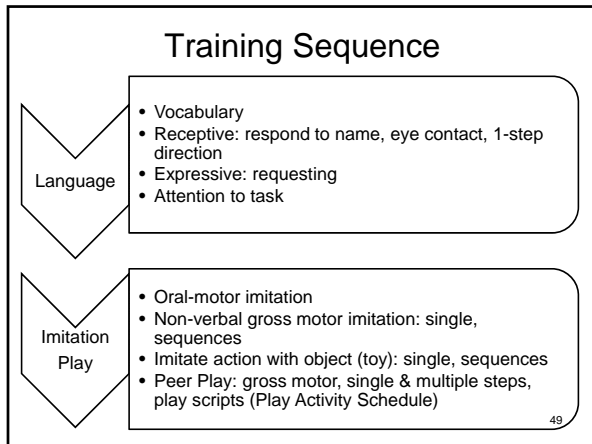 Training Sequence
Language
• Vocabulary
• Receptive: respond to name, eye contact, 1-step
direction
• Expressive: requesting
• Attention to task
Imitation
Play
• Oral-motor imitation
• Non-verbal gross motor imitation: single,
sequences
• Imitate action with object (toy): single, sequences
• Peer Play: gross motor, single & multiple steps,
play scripts (Play Activity Schedule)
49